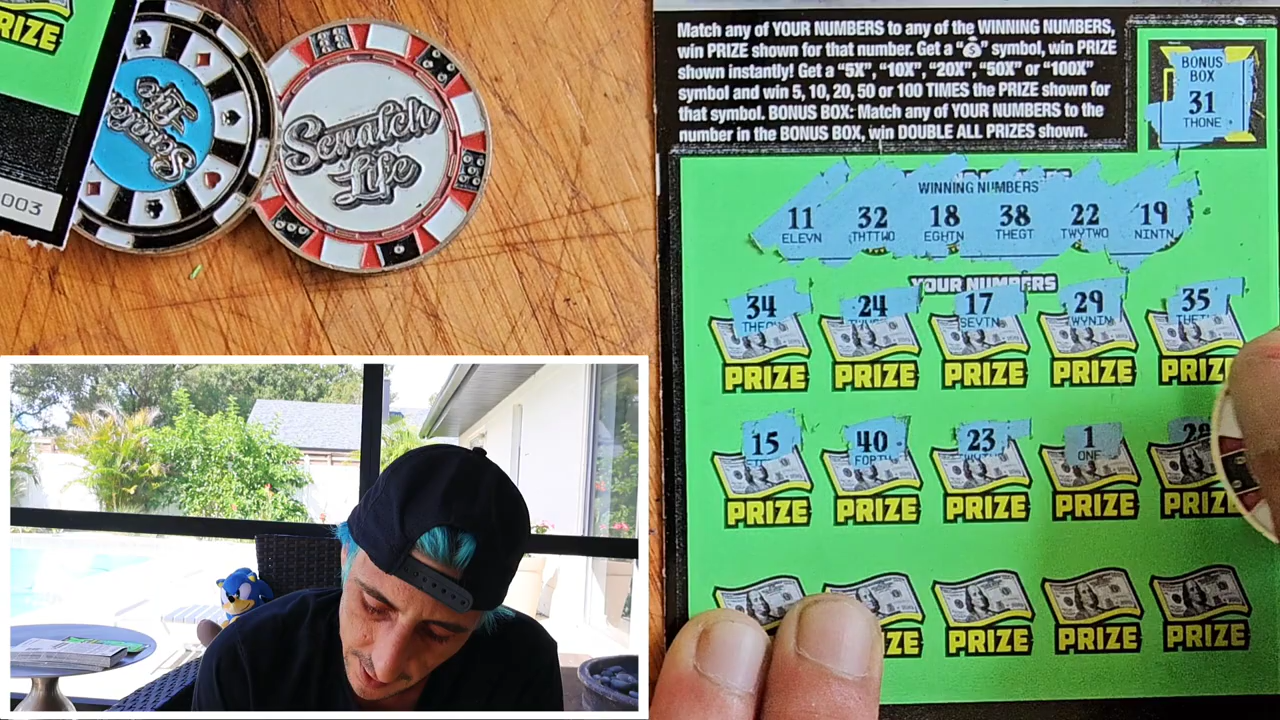 RIZE
003
Scratch
Life
Scratch
Life
Match any of YOUR NUMBERS to any of the WINNING NUMBERS,
win PRIZE shown for that number. Get a " " symbol, win PRIZE
shown instantly! Get a "5X", "10X", "20X", "50X" or "100X"
symbol and win 5, 10, 20, 50 or 100 TIMES the PRIZE shown for
that symbol. BONUS BOX: Match any of YOUR NUMBERS to the
number in the BONUS BOX, win DOUBLE ALL PRIZES shown.
BONUS
BOX
31
THONE
WINNING NUMBERS
11 32 18 38 22 19
ELEVN THTTWO EGHTN THEGT TWYTWO NINTN
YOUR NUMBERS
34 24 17 29 35
SEVTN
PRIZE PRIZE PRIZE PRIZE PRIZE
15 40 23 1 28
ONE
PRIZE PRIZE PRIZE PRIZE PRIZE
ZE PRIZE PRIZE PRIZE